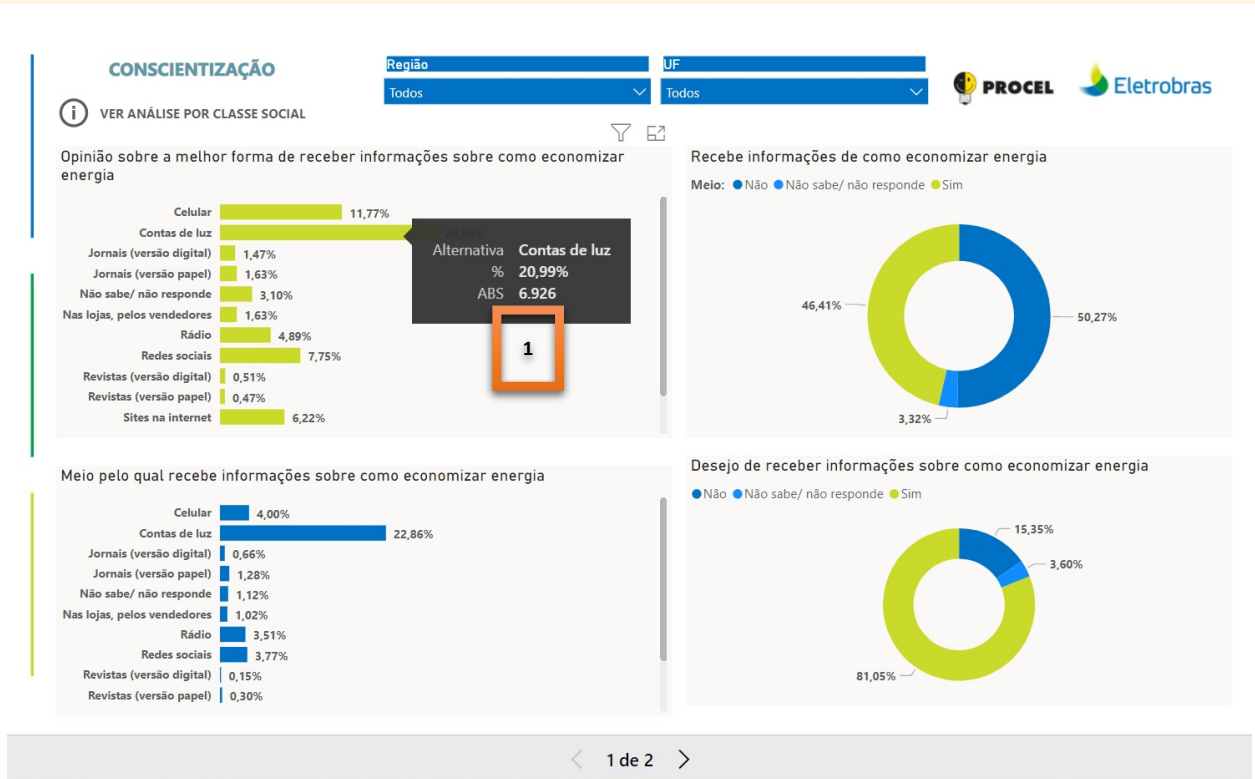 CONSCIENTIZAÇÃO
Região
UF
Todos
Todos
PROCEL
Eletrobras
i
VER ANÁLISE POR CLASSE SOCIAL
Opinião sobre a melhor forma de receber informações sobre como economizar
energia
Celular 11,77%
Contas de luz 20,99%
Jornais (versão digital) 1,47%
Jornais (versão papel) 1,63%
Não sabe/ não responde 3,10%
Nas lojas, pelos vendedores 1,63%
Rádio 4,89%
Redes sociais 7,75%
Revistas (versão digital) 0,51%
Revistas (versão papel) 0,47%
Sites na internet 6,22%
Alternativa Contas de luz
% 20,99%
ABS 6.926
1
Recebe informações de como economizar energia
Meio: Não Não sabe/ não responde Sim
46,41%
50,27%
3,32%
Meio pelo qual recebe informações sobre como economizar energia
Celular 4,00%
Contas de luz 22,86%
Jornais (versão digital) 0,66%
Jornais (versão papel) 1,28%
Não sabe/ não responde 1,12%
Nas lojas, pelos vendedores 1,02%
Rádio 3,51%
Redes sociais 3,77%
Revistas (versão digital) 0,15%
Revistas (versão papel) 0,30%
Desejo de receber informações sobre como economizar energia
Não Não sabe/ não responde Sim
15,35%
3,60%
81,05%
1 de 2